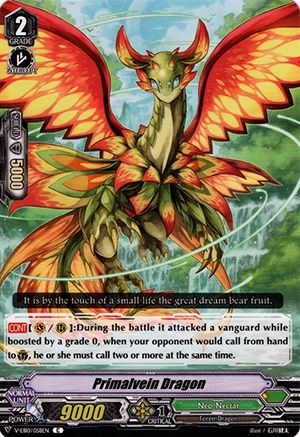 2
GRADE
INTERCEPT
SHIELD
5000
It is by the touch of a small life the great dream bear fruit.
CONT [ / ]:During the battle it attacked a vanguard while
boosted by a grade 0, when your opponent would call from hand
to , he or she must call two or more at the same time.
Primalvein Dragon
NORMAL
UNIT
POWER
9000
1
CRITICAL
Neo Nectar
Forest Dragon
V-EB10/058EN C
Illust /